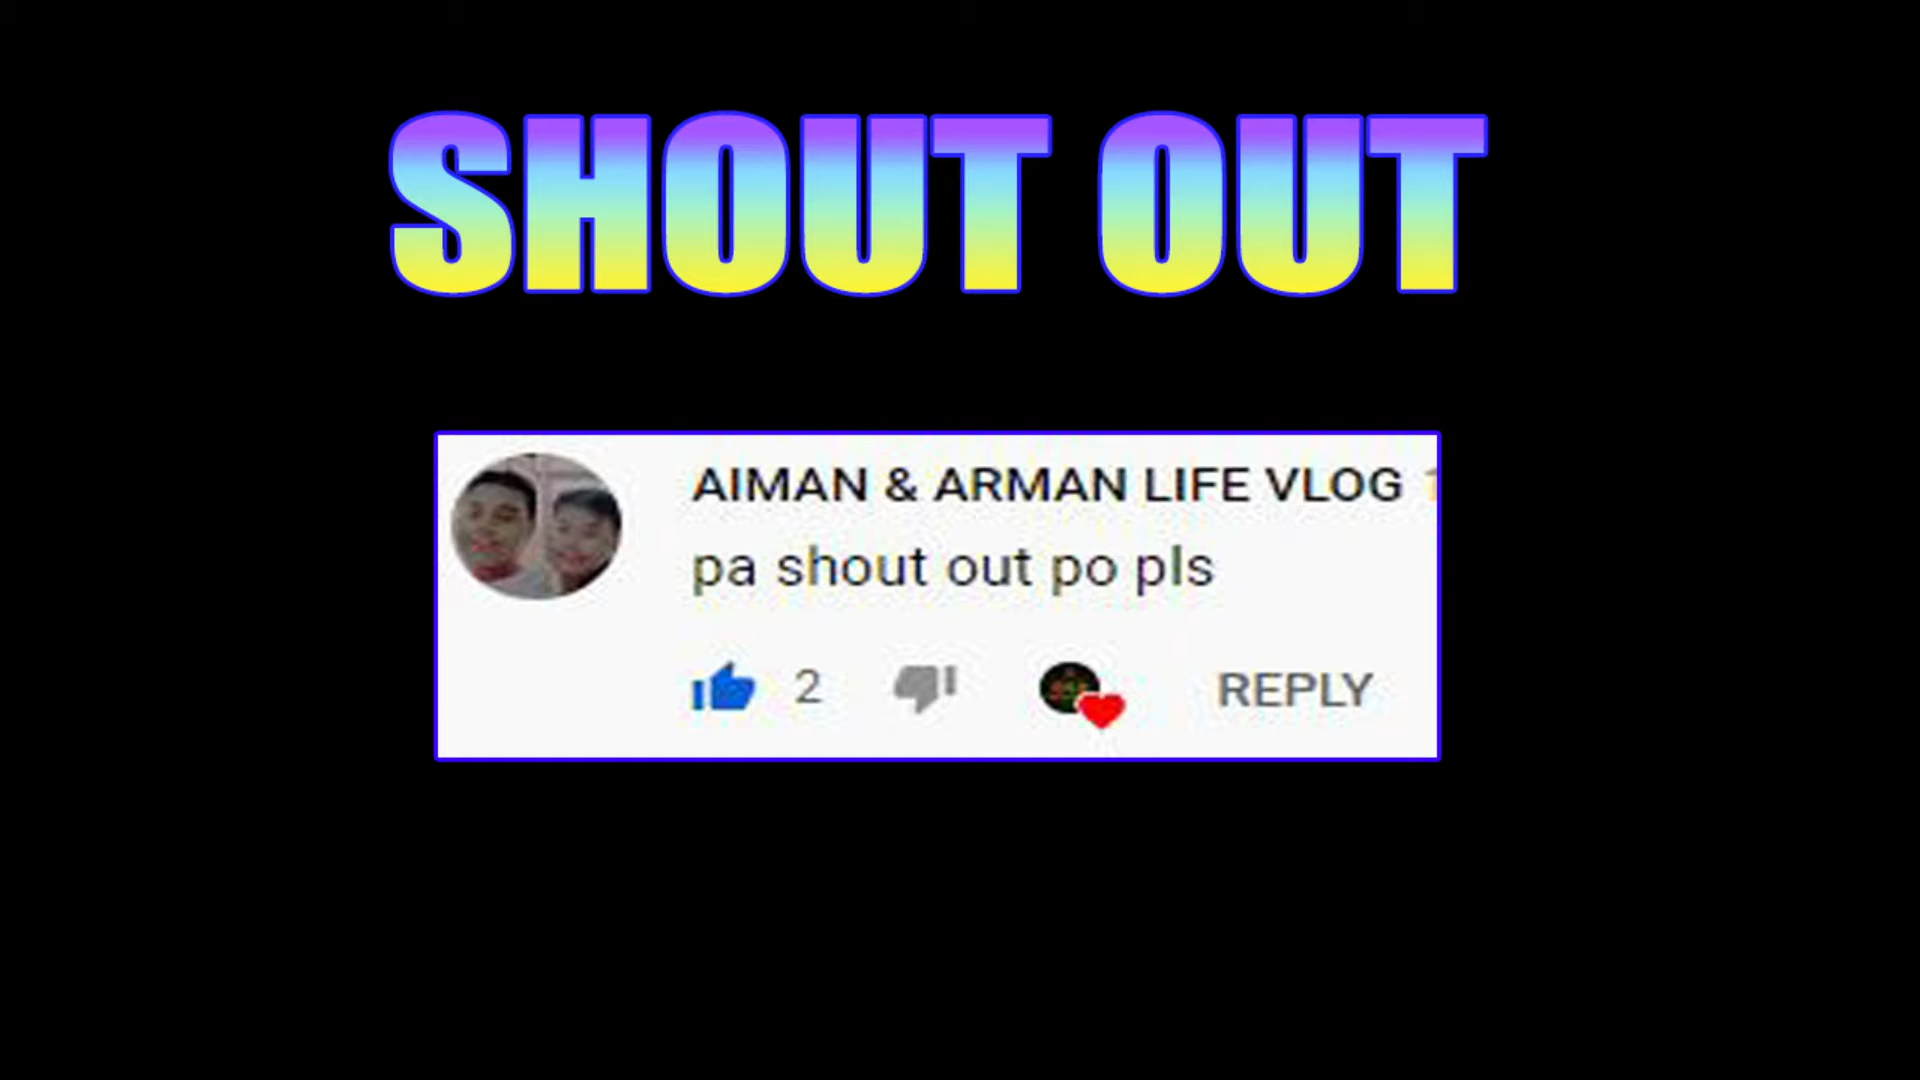 SHOUT OUT
AIMAN & ARMAN LIFE VLOG
pa shout out po pls
2
REPLY